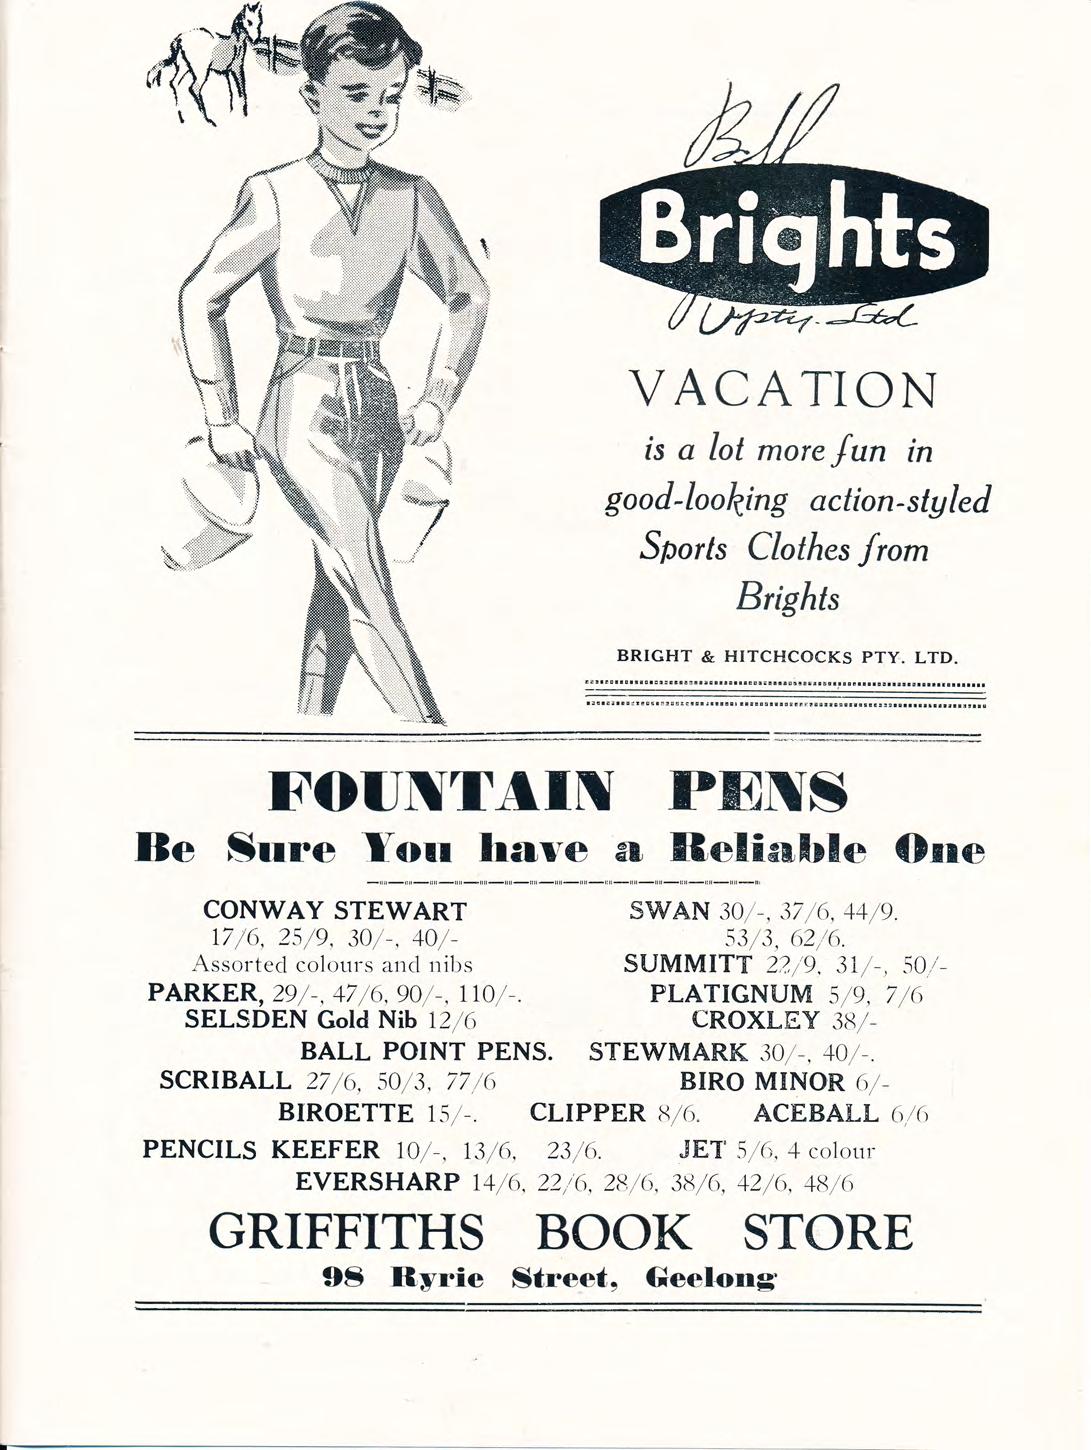 Brights
Pty. Ltd
VACATION
is a lot more fun in
good-looking action-styled
Sports Clothes from
Brights
BRIGHT & HITCHCOCKS PTY. LTD.
FOUNTAIN PENS
Be Sure You have a Reliable One
CONWAY STEWART
17/6, 25/9, 30/-, 40/-
Assorted colours and nibs
PARKER, 29/-, 47/6, 90/-, 110/-.
SELSDEN Gold Nib 12/6
SWAN 30/-, 37/6, 44/9.
53/3, 62/6.
SUMMITT 22/9, 31/-, 50/-
PLATIGNUM 5/9, 7/6
CROXLEY 38/-
BALL POINT PENS. STEWMARK 30/-, 40/-.
SCRIBALL 27/6, 50/3, 77/6 BIRO MINOR 6/-
BIROETTE 15/-. CLIPPER 8/6. ACEBALL 6/6
PENCILS KEEFER 10/-, 13/6, 23/6. JET 5/6, 4 colour
EVERSHARP 14/6, 22/6, 28/6, 38/6, 42/6, 48/6
GRIFFITHS BOOK STORE
98 Ryrie Street, Geelong